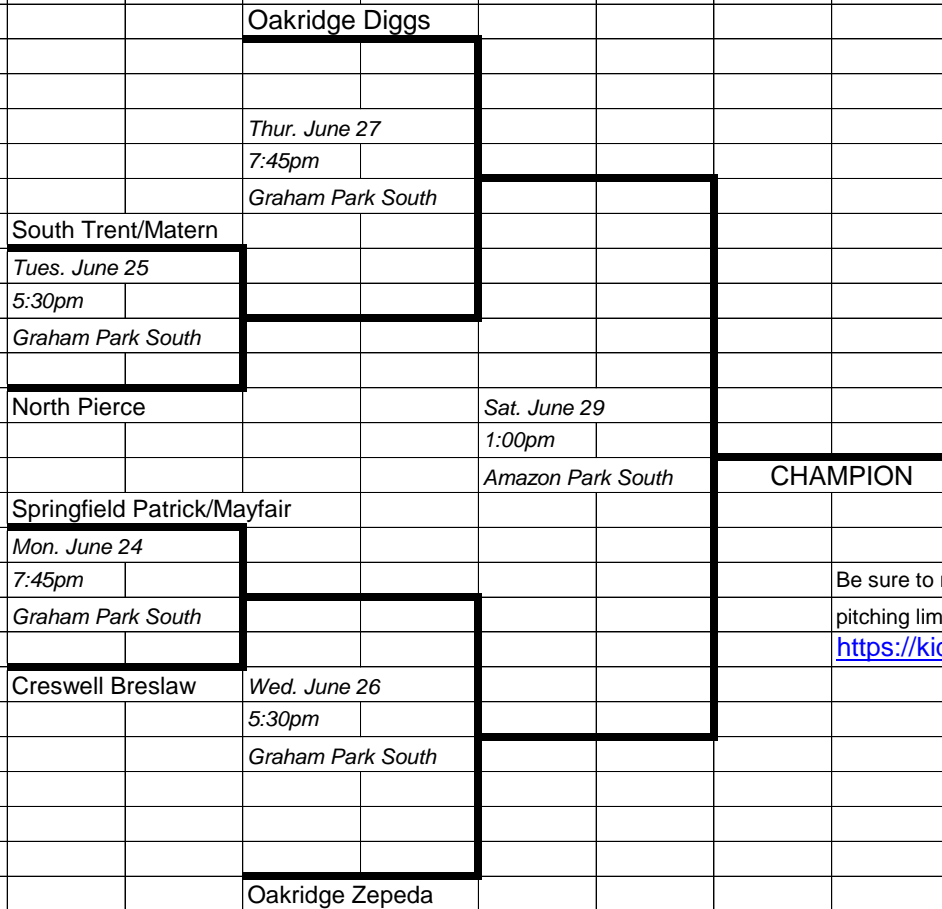 Oakridge Diggs
Thur. June 27
7:45pm
Graham Park South
South Trent/Matern
Tues. June 25
5:30pm
Graham Park South
North Pierce
Sat. June 29
1:00pm
Amazon Park South
CHAMPION
Springfield Patrick/Mayfair
Mon. June 24
7:45pm
Graham Park South
Be sure to
pitching lim
https://kid
Creswell Breslaw
Wed. June 26
5:30pm
Graham Park South
Oakridge Zepeda